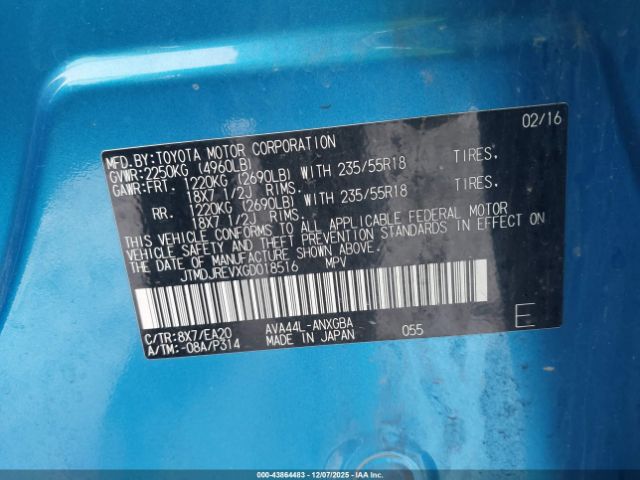 MFD.BY:TOYOTA MOTOR CORPORATION 02/16
GVWR:2250KG (4960LB)
GAWR:FRT. 1220KG (2690LB) WITH 235/55R18 TIRES,
18X7 1/2J RIMS.
RR. 1220KG (2690LB) WITH 235/55R18 TIRES,
18X7 1/2J RIMS.
THIS VEHICLE CONFORMS TO ALL APPLICABLE FEDERAL MOTOR
VEHICLE SAFETY AND THEFT PREVENTION STANDARDS IN EFFECT ON
THE DATE OF MANUFACTURE SHOWN ABOVE.
JTMDJREVXGD018516 MPV
C/TR:8X7/EA20 AVA44L-ANXGBA 055 E
A/TM:-08A/P314 MADE IN JAPAN
000-43864483 - 12/07/2025 - IAAI.COM